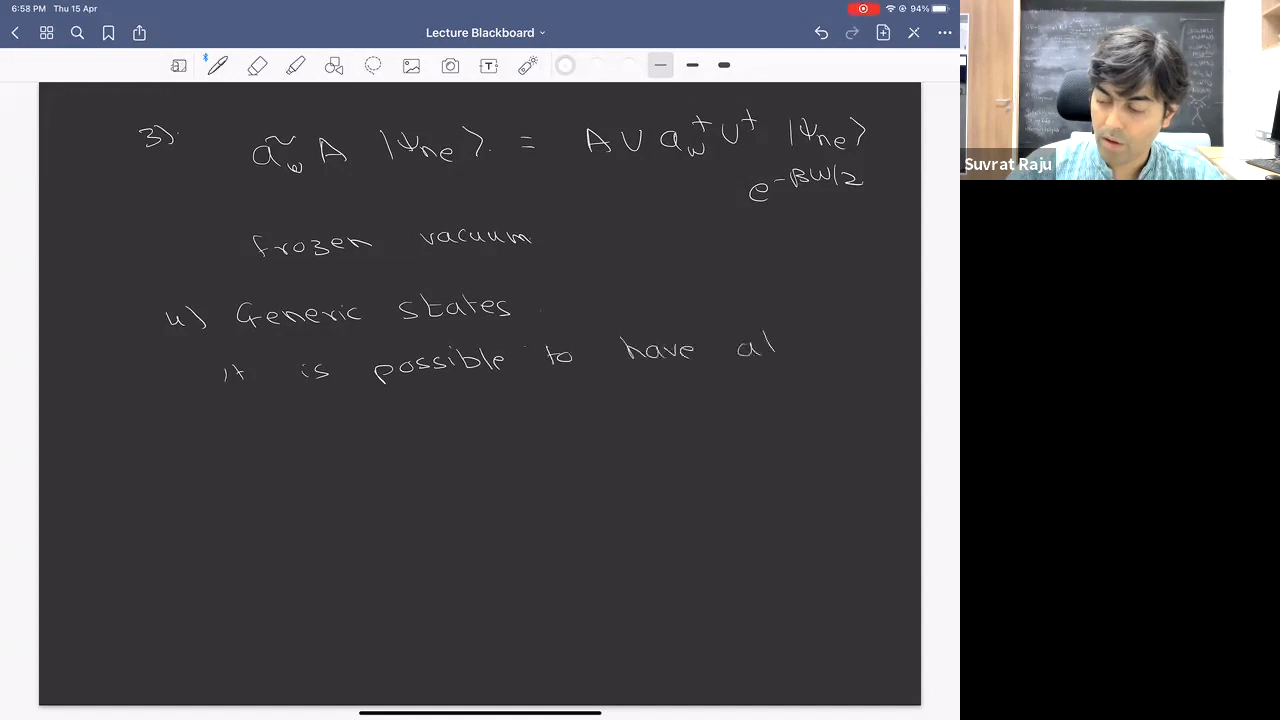 6:58 PM Thu 15 Apr
94%
Lecture Blackboard
T
3) ã_ω A |Ψ_ne⟩. = A U a_ω^† U^† |Ψ_ne⟩
e^{-βω/2}
frozen vacuum
4) Generic states.
it is possible to have al
Suvrat Raju